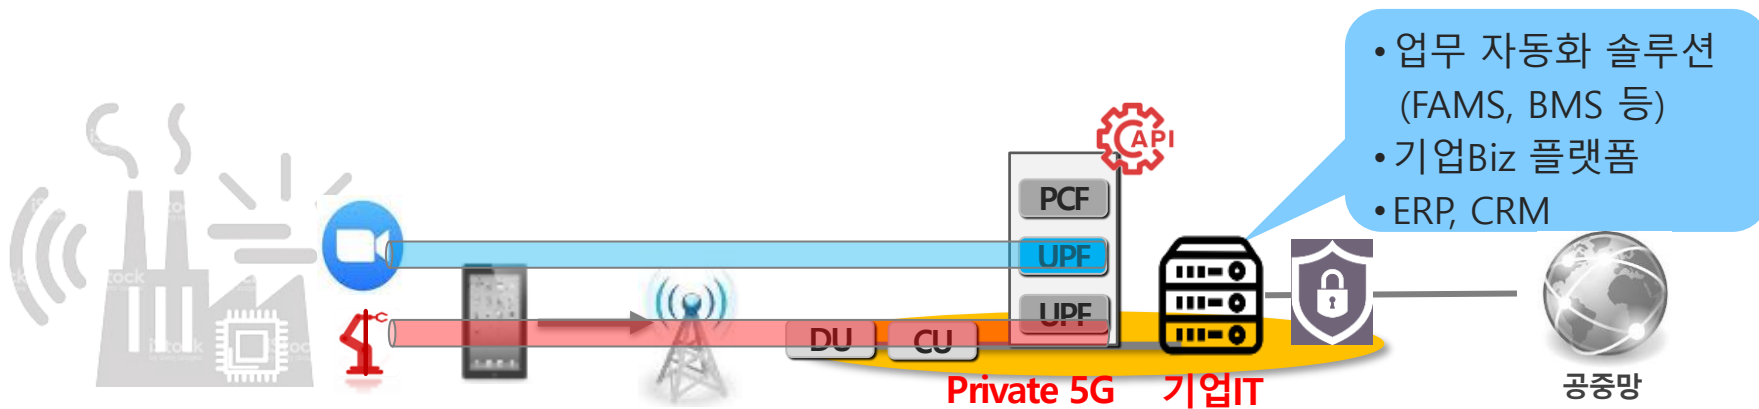 • 업무 자동화 솔루션
(FAMS, BMS 등)
• 기업Biz 플랫폼
• ERP, CRM
API
PCF
UPF
UPF
DU
CU
Private 5G
기업IT
공중망
iStock